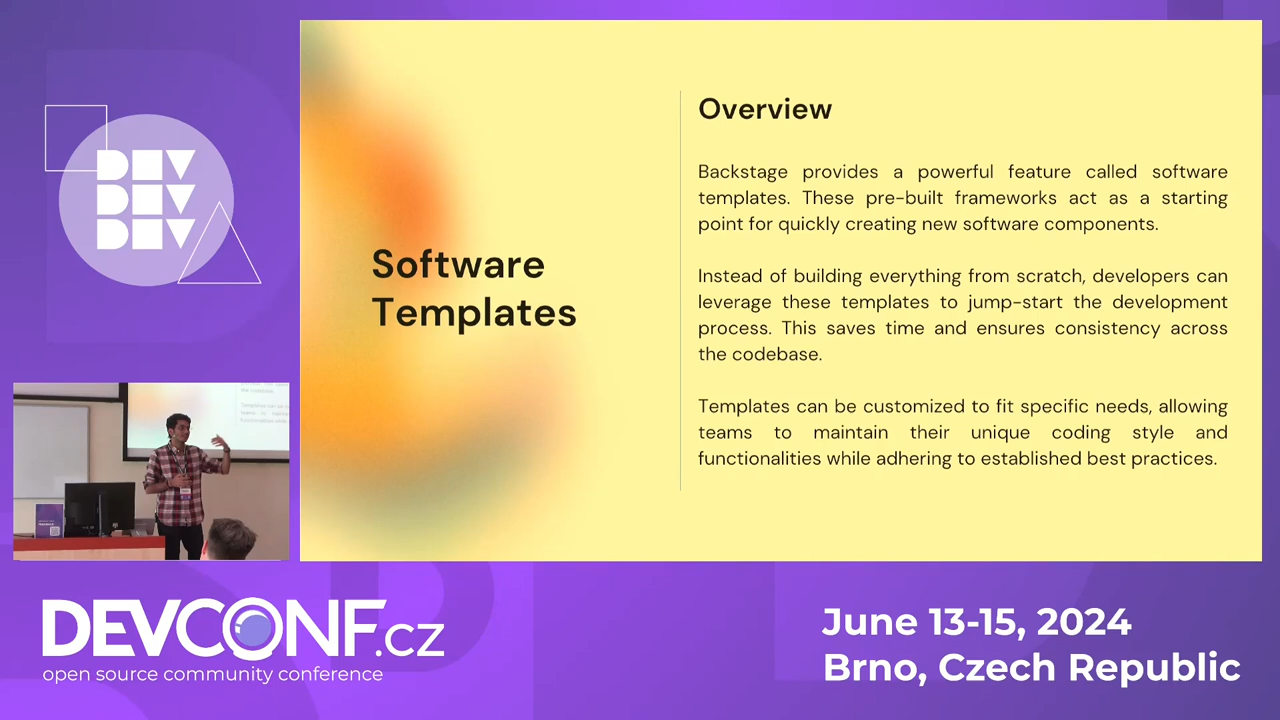 DEV
DEV
DEV
Software
Templates
Overview
Backstage provides a powerful feature called software
templates. These pre-built frameworks act as a starting
point for quickly creating new software components.
Instead of building everything from scratch, developers can
leverage these templates to jump-start the development
process. This saves time and ensures consistency across
the codebase.
Templates can be customized to fit specific needs, allowing
teams to maintain their unique coding style and
functionalities while adhering to established best practices.
DEVCONF.cz
open source community conference
June 13-15, 2024
Brno, Czech Republic